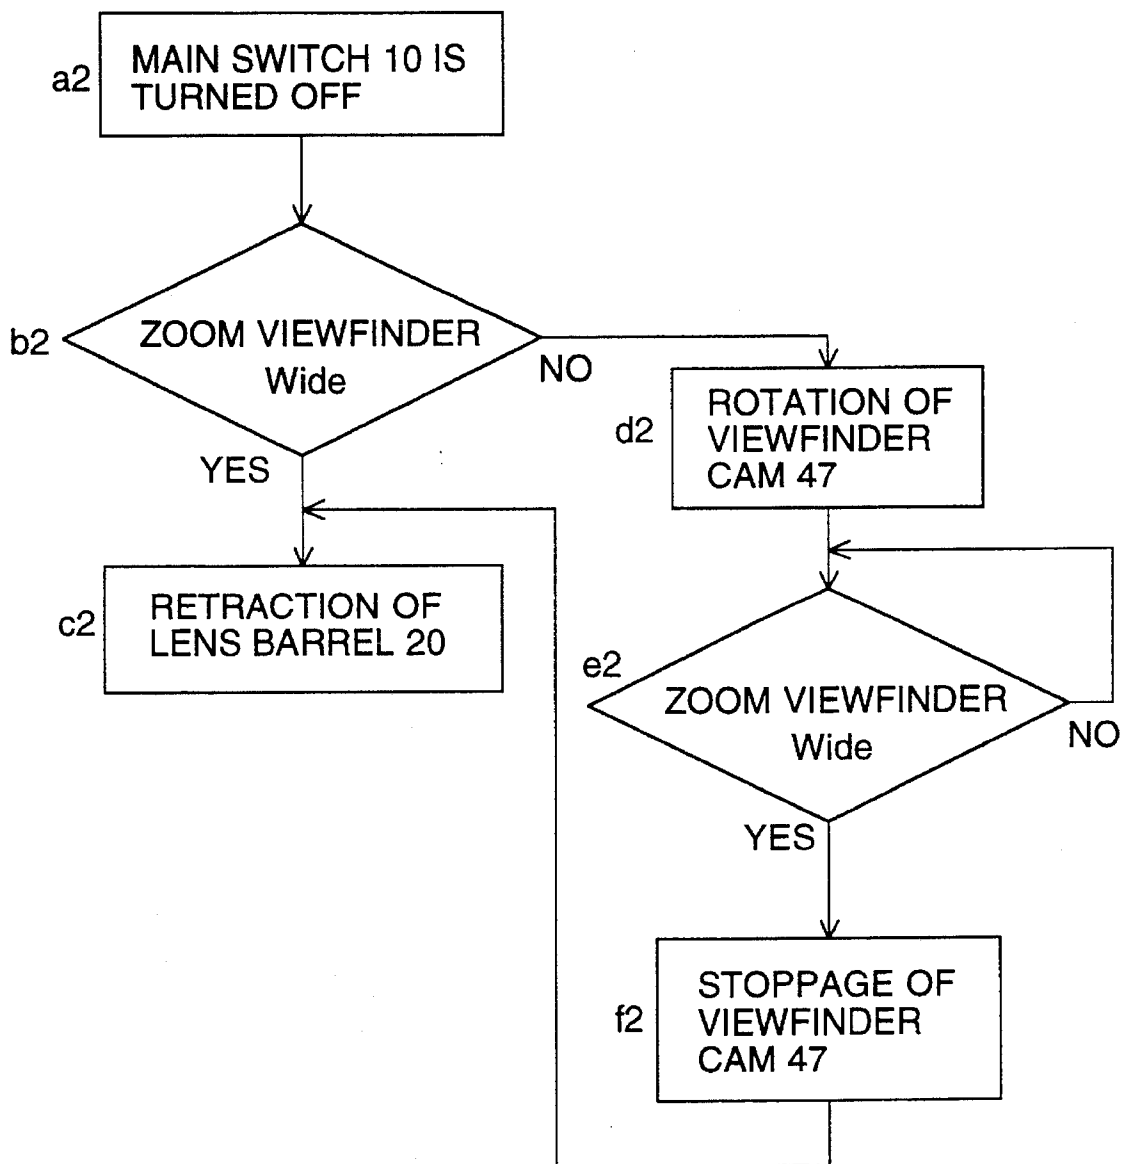 a2
MAIN SWITCH 10 IS
TURNED OFF
b2
ZOOM VIEWFINDER
Wide
NO
YES
d2
ROTATION OF
VIEWFINDER
CAM 47
c2
RETRACTION OF
LENS BARREL 20
e2
ZOOM VIEWFINDER
Wide
NO
YES
f2
STOPPAGE OF
VIEWFINDER
CAM 47